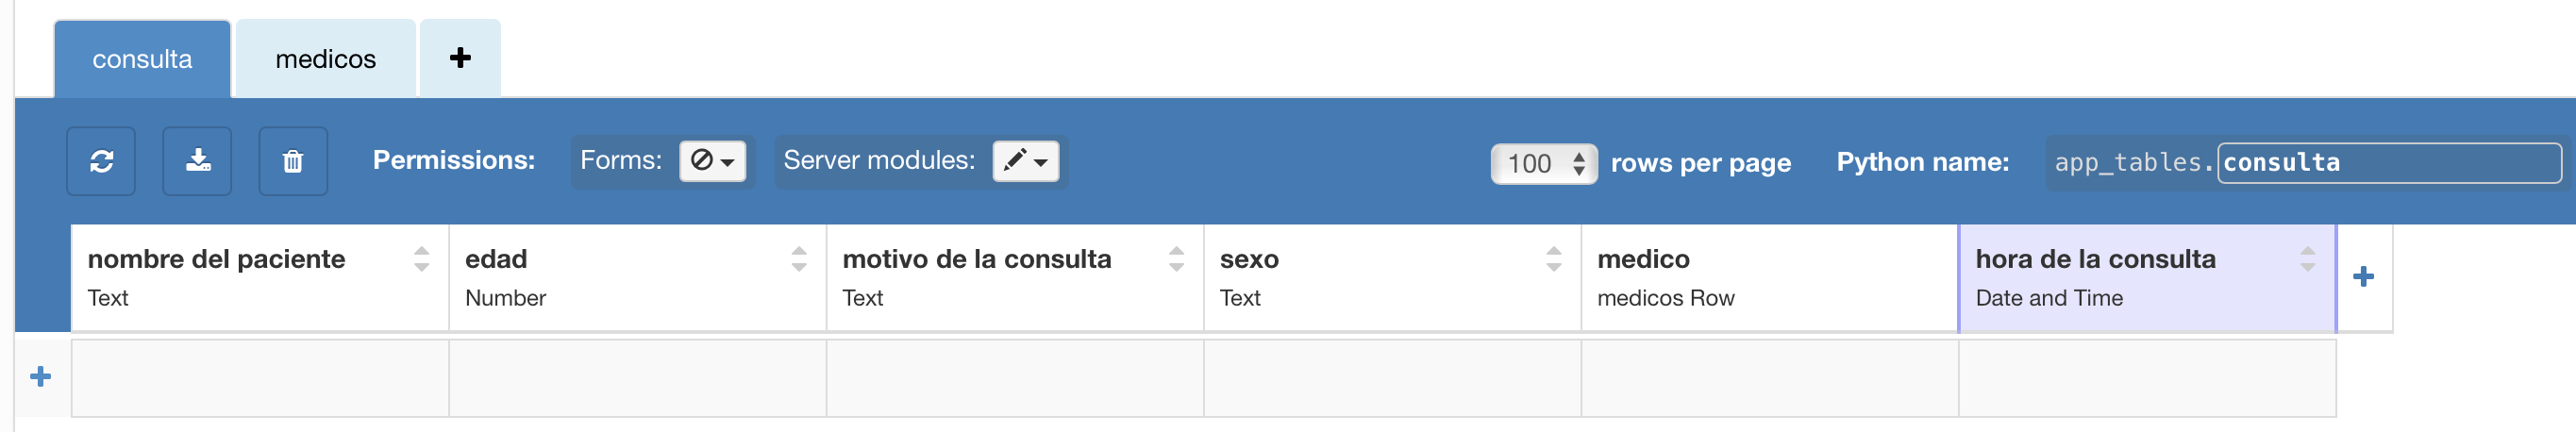 consulta medicos
Permissions: Forms: Server modules: 100 rows per page Python name: app_tables.consulta
nombre del paciente edad motivo de la consulta sexo medico hora de la consulta
Text Number Text Text medicos Row Date and Time